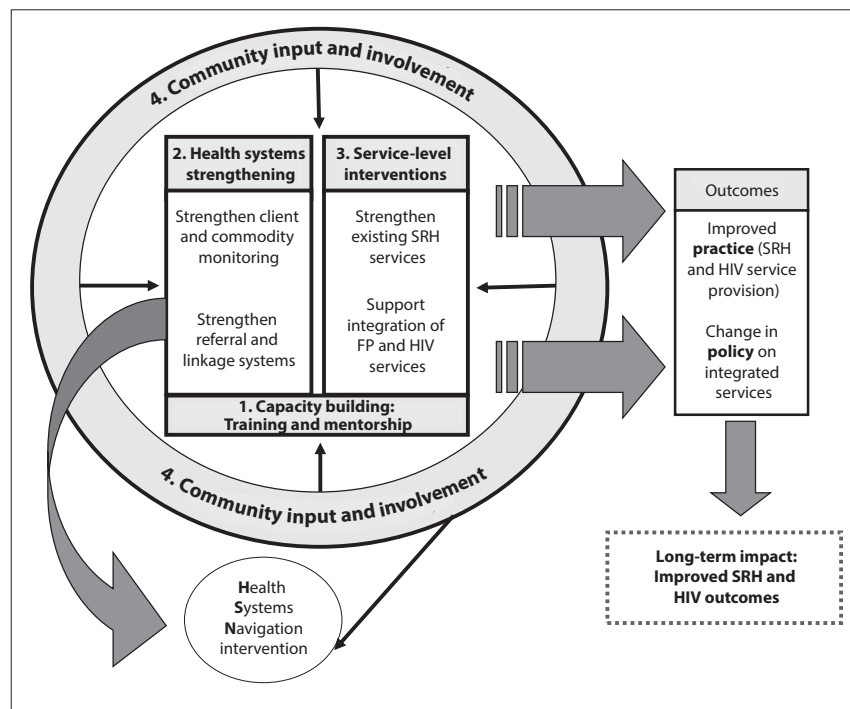 4. Community input and involvement
2. Health systems
strengthening
Strengthen client
and commodity
monitoring
Strengthen
referral and
linkage systems
3. Service-level
interventions
Strengthen
existing SRH
services
Support
integration of
FP and HIV
services
1. Capacity building:
Training and mentorship
4. Community input and involvement
Health
Systems
Navigation
intervention
Outcomes
Improved
practice (SRH
and HIV service
provision)
Change in
policy on
integrated
services
Long-term impact:
Improved SRH and
HIV outcomes